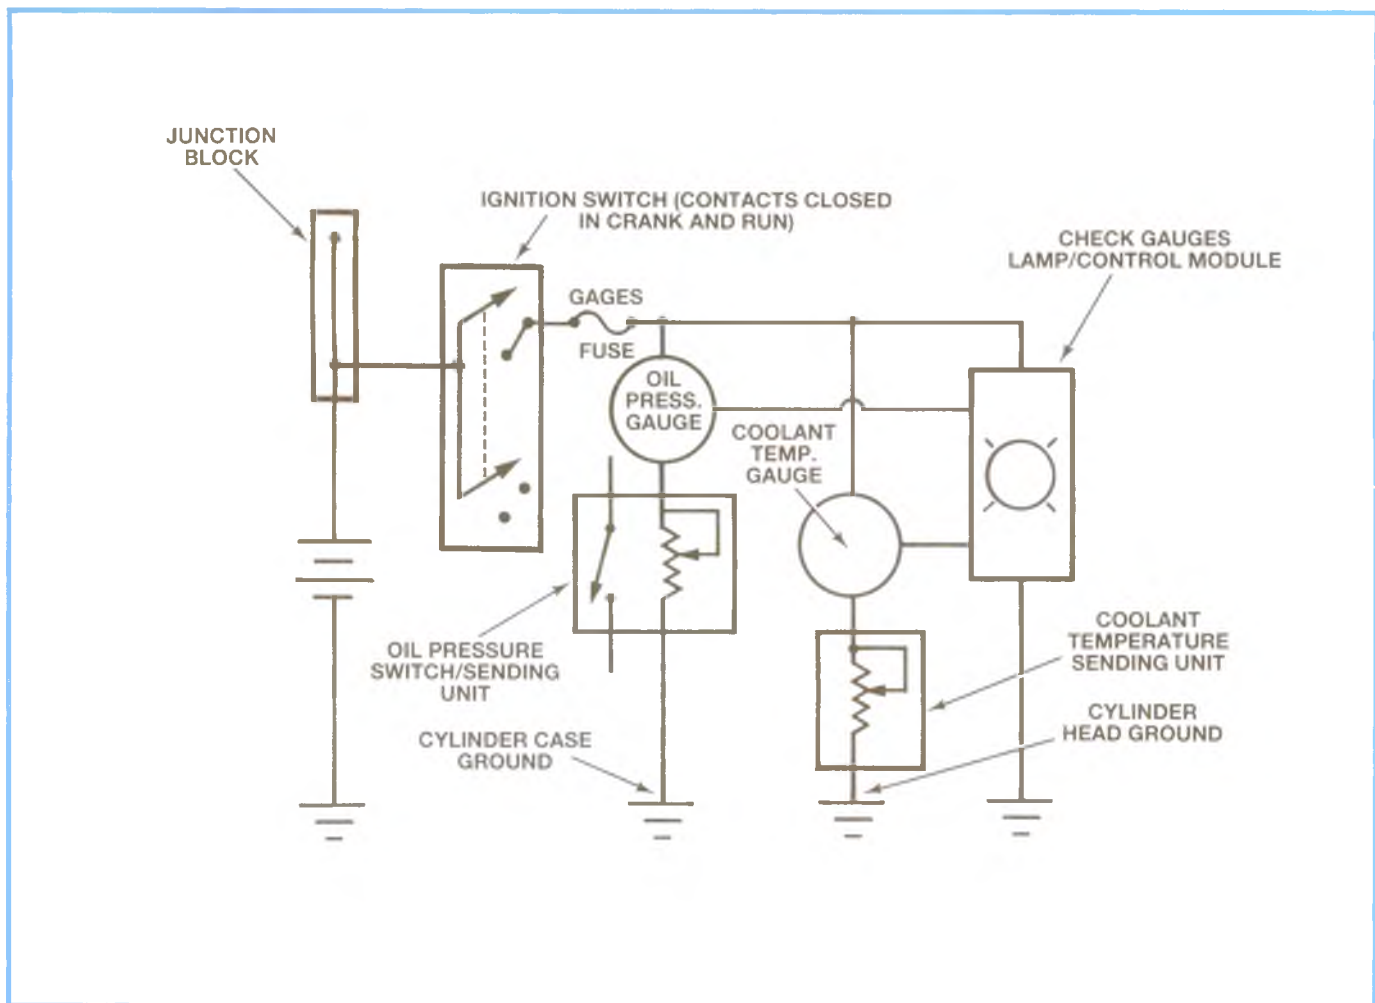 JUNCTION
BLOCK
IGNITION SWITCH (CONTACTS CLOSED
IN CRANK AND RUN)
CHECK GAUGES
LAMP/CONTROL MODULE
GAGES
FUSE
OIL
PRESS.
GAUGE
COOLANT
TEMP.
GAUGE
OIL PRESSURE
SWITCH/SENDING
UNIT
COOLANT
TEMPERATURE
SENDING UNIT
CYLINDER
HEAD GROUND
CYLINDER CASE
GROUND